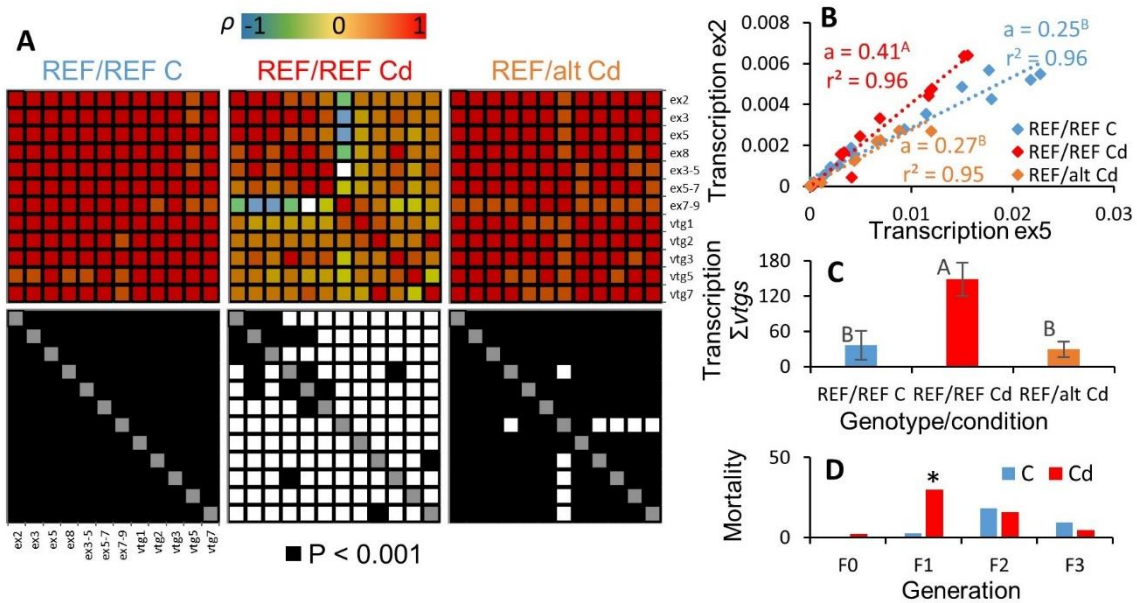 A
ρ -1 0 1
REF/REF C
REF/REF Cd
REF/alt Cd
ex2
ex3
ex5
ex8
ex3-5
ex5-7
ex7-9
vtg1
vtg2
vtg3
vtg5
vtg7
ex2 ex3 ex5 ex8 ex3-5 ex5-7 ex7-9 vtg1 vtg2 vtg3 vtg5 vtg7
P < 0.001
B
Transcription ex2
0.008
0.006
0.004
0.002
0
a = 0.41ᴬ
r² = 0.96
a = 0.25ᴮ
r² = 0.96
a = 0.27ᴮ
r² = 0.95
REF/REF C
REF/REF Cd
REF/alt Cd
0 0.01 0.02 0.03
Transcription ex5
C
Transcription
Σvtgs
180
120
60
0
B
A
B
REF/REF C REF/REF Cd REF/alt Cd
Genotype/condition
D
Mortality
50
0
*
C Cd
F0 F1 F2 F3
Generation